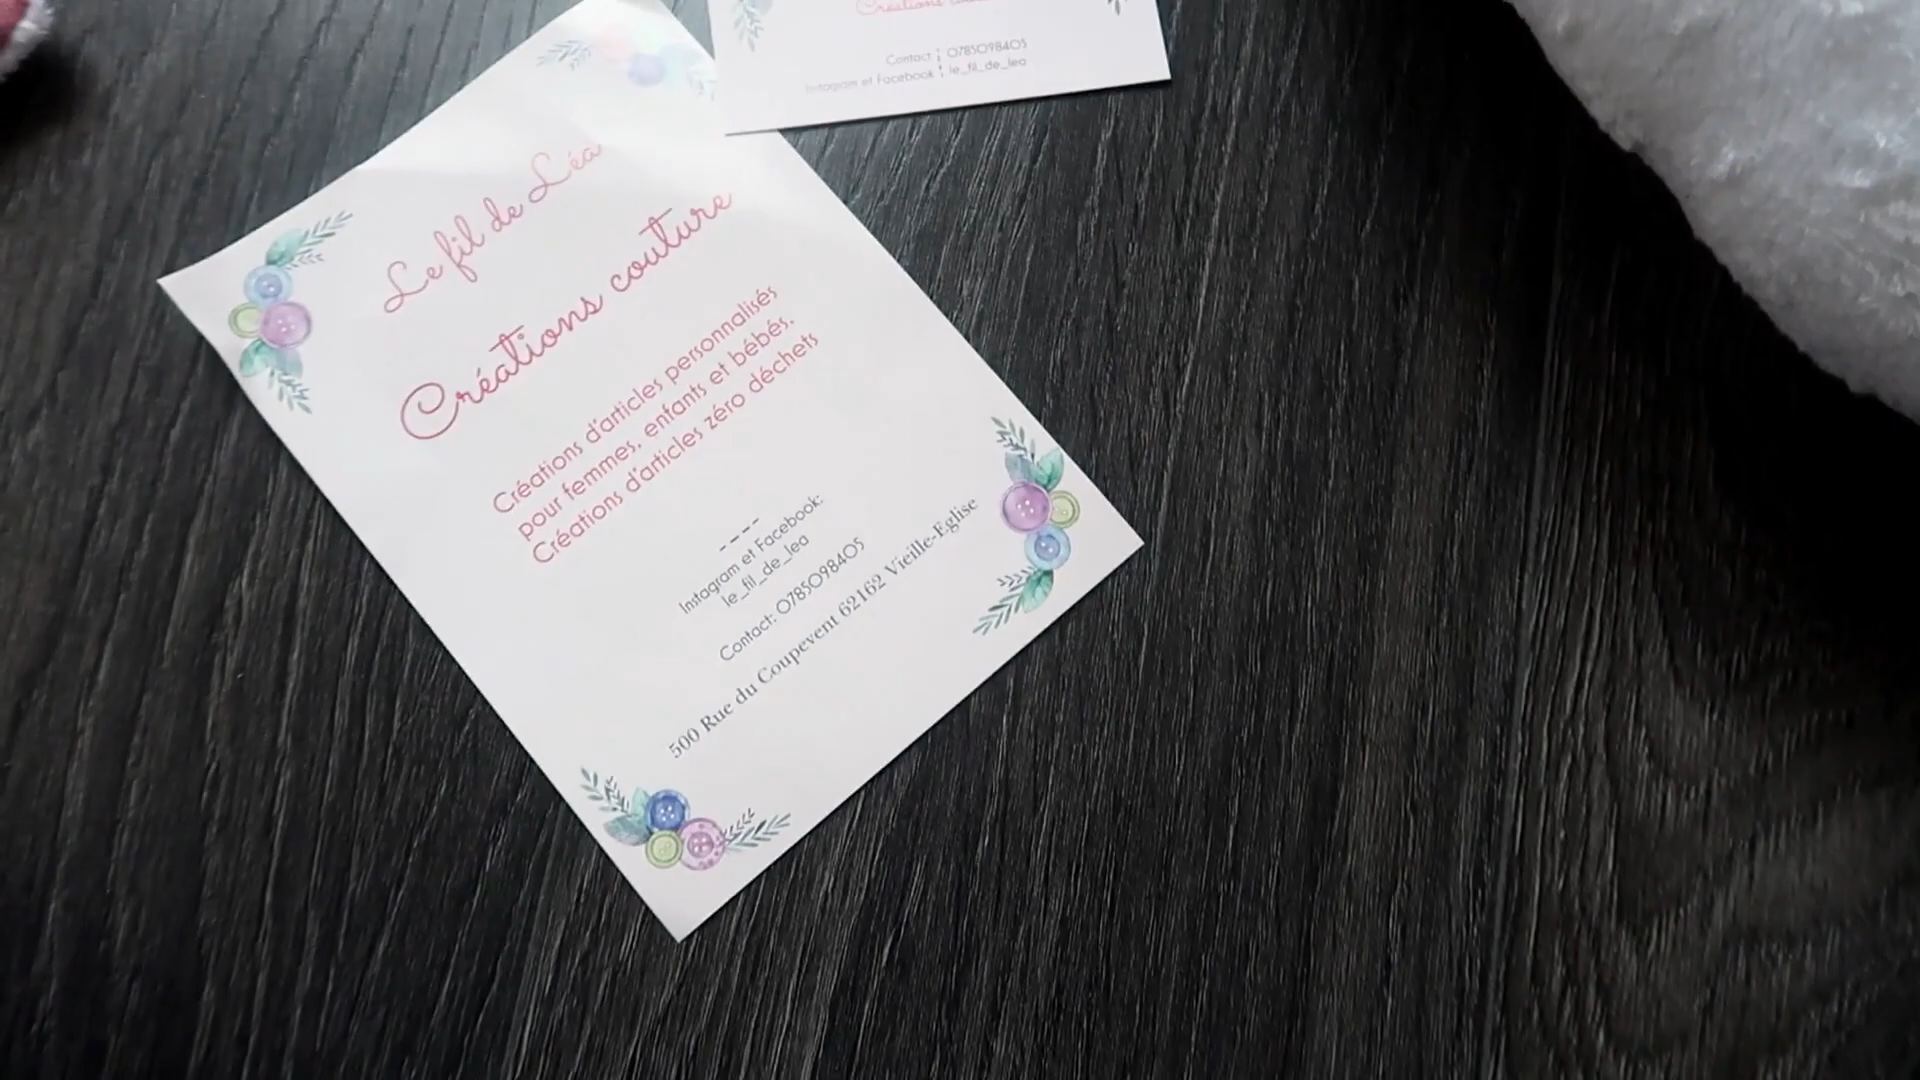 Créations
Contact ¦ 0785098405
Instagram et Facebook ¦ le_fil_de_lea
Le fil de Léa
Créations couture
Créations d'articles personnalisés
pour femmes, enfants et bébés.
Créations d'articles zéro déchets
----
Instagram et Facebook:
le_fil_de_lea
Contact: 0785098405
500 Rue du Coupevent 62162 Vieille-Eglise